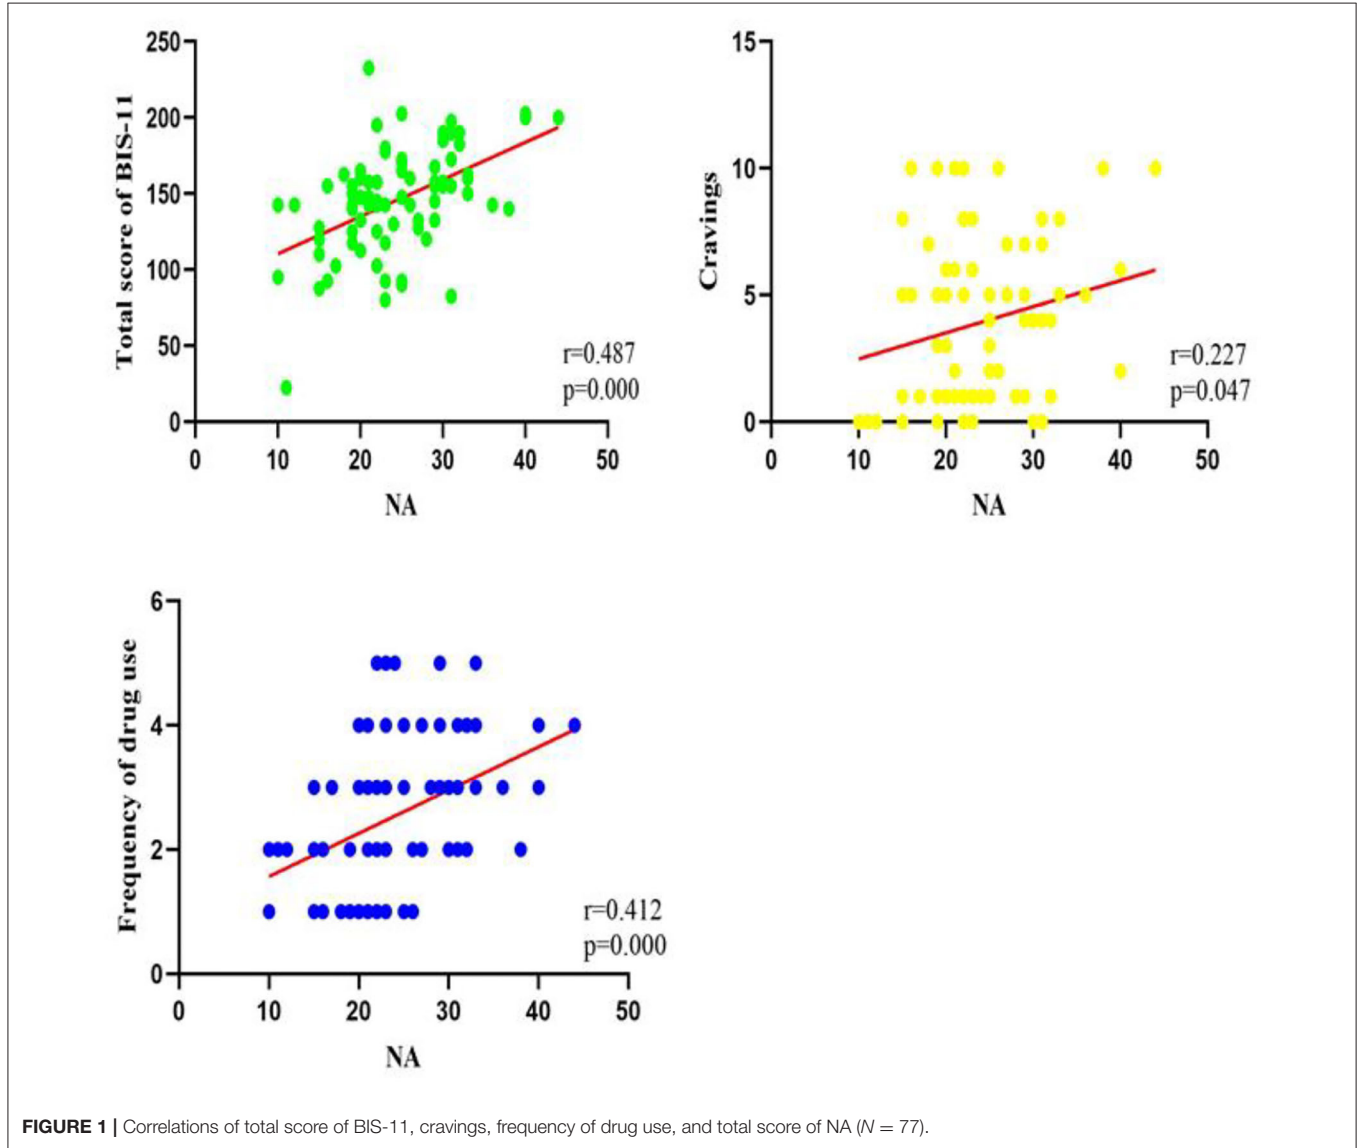 250
200
150
100
50
0
Total score of BIS-11
0 10 20 30 40 50
NA
r=0.487
p=0.000
15
10
5
0
Cravings
0 10 20 30 40 50
NA
r=0.227
p=0.047
6
4
2
0
Frequency of drug use
0 10 20 30 40 50
NA
r=0.412
p=0.000
FIGURE 1 | Correlations of total score of BIS-11, cravings, frequency of drug use, and total score of NA (N = 77).